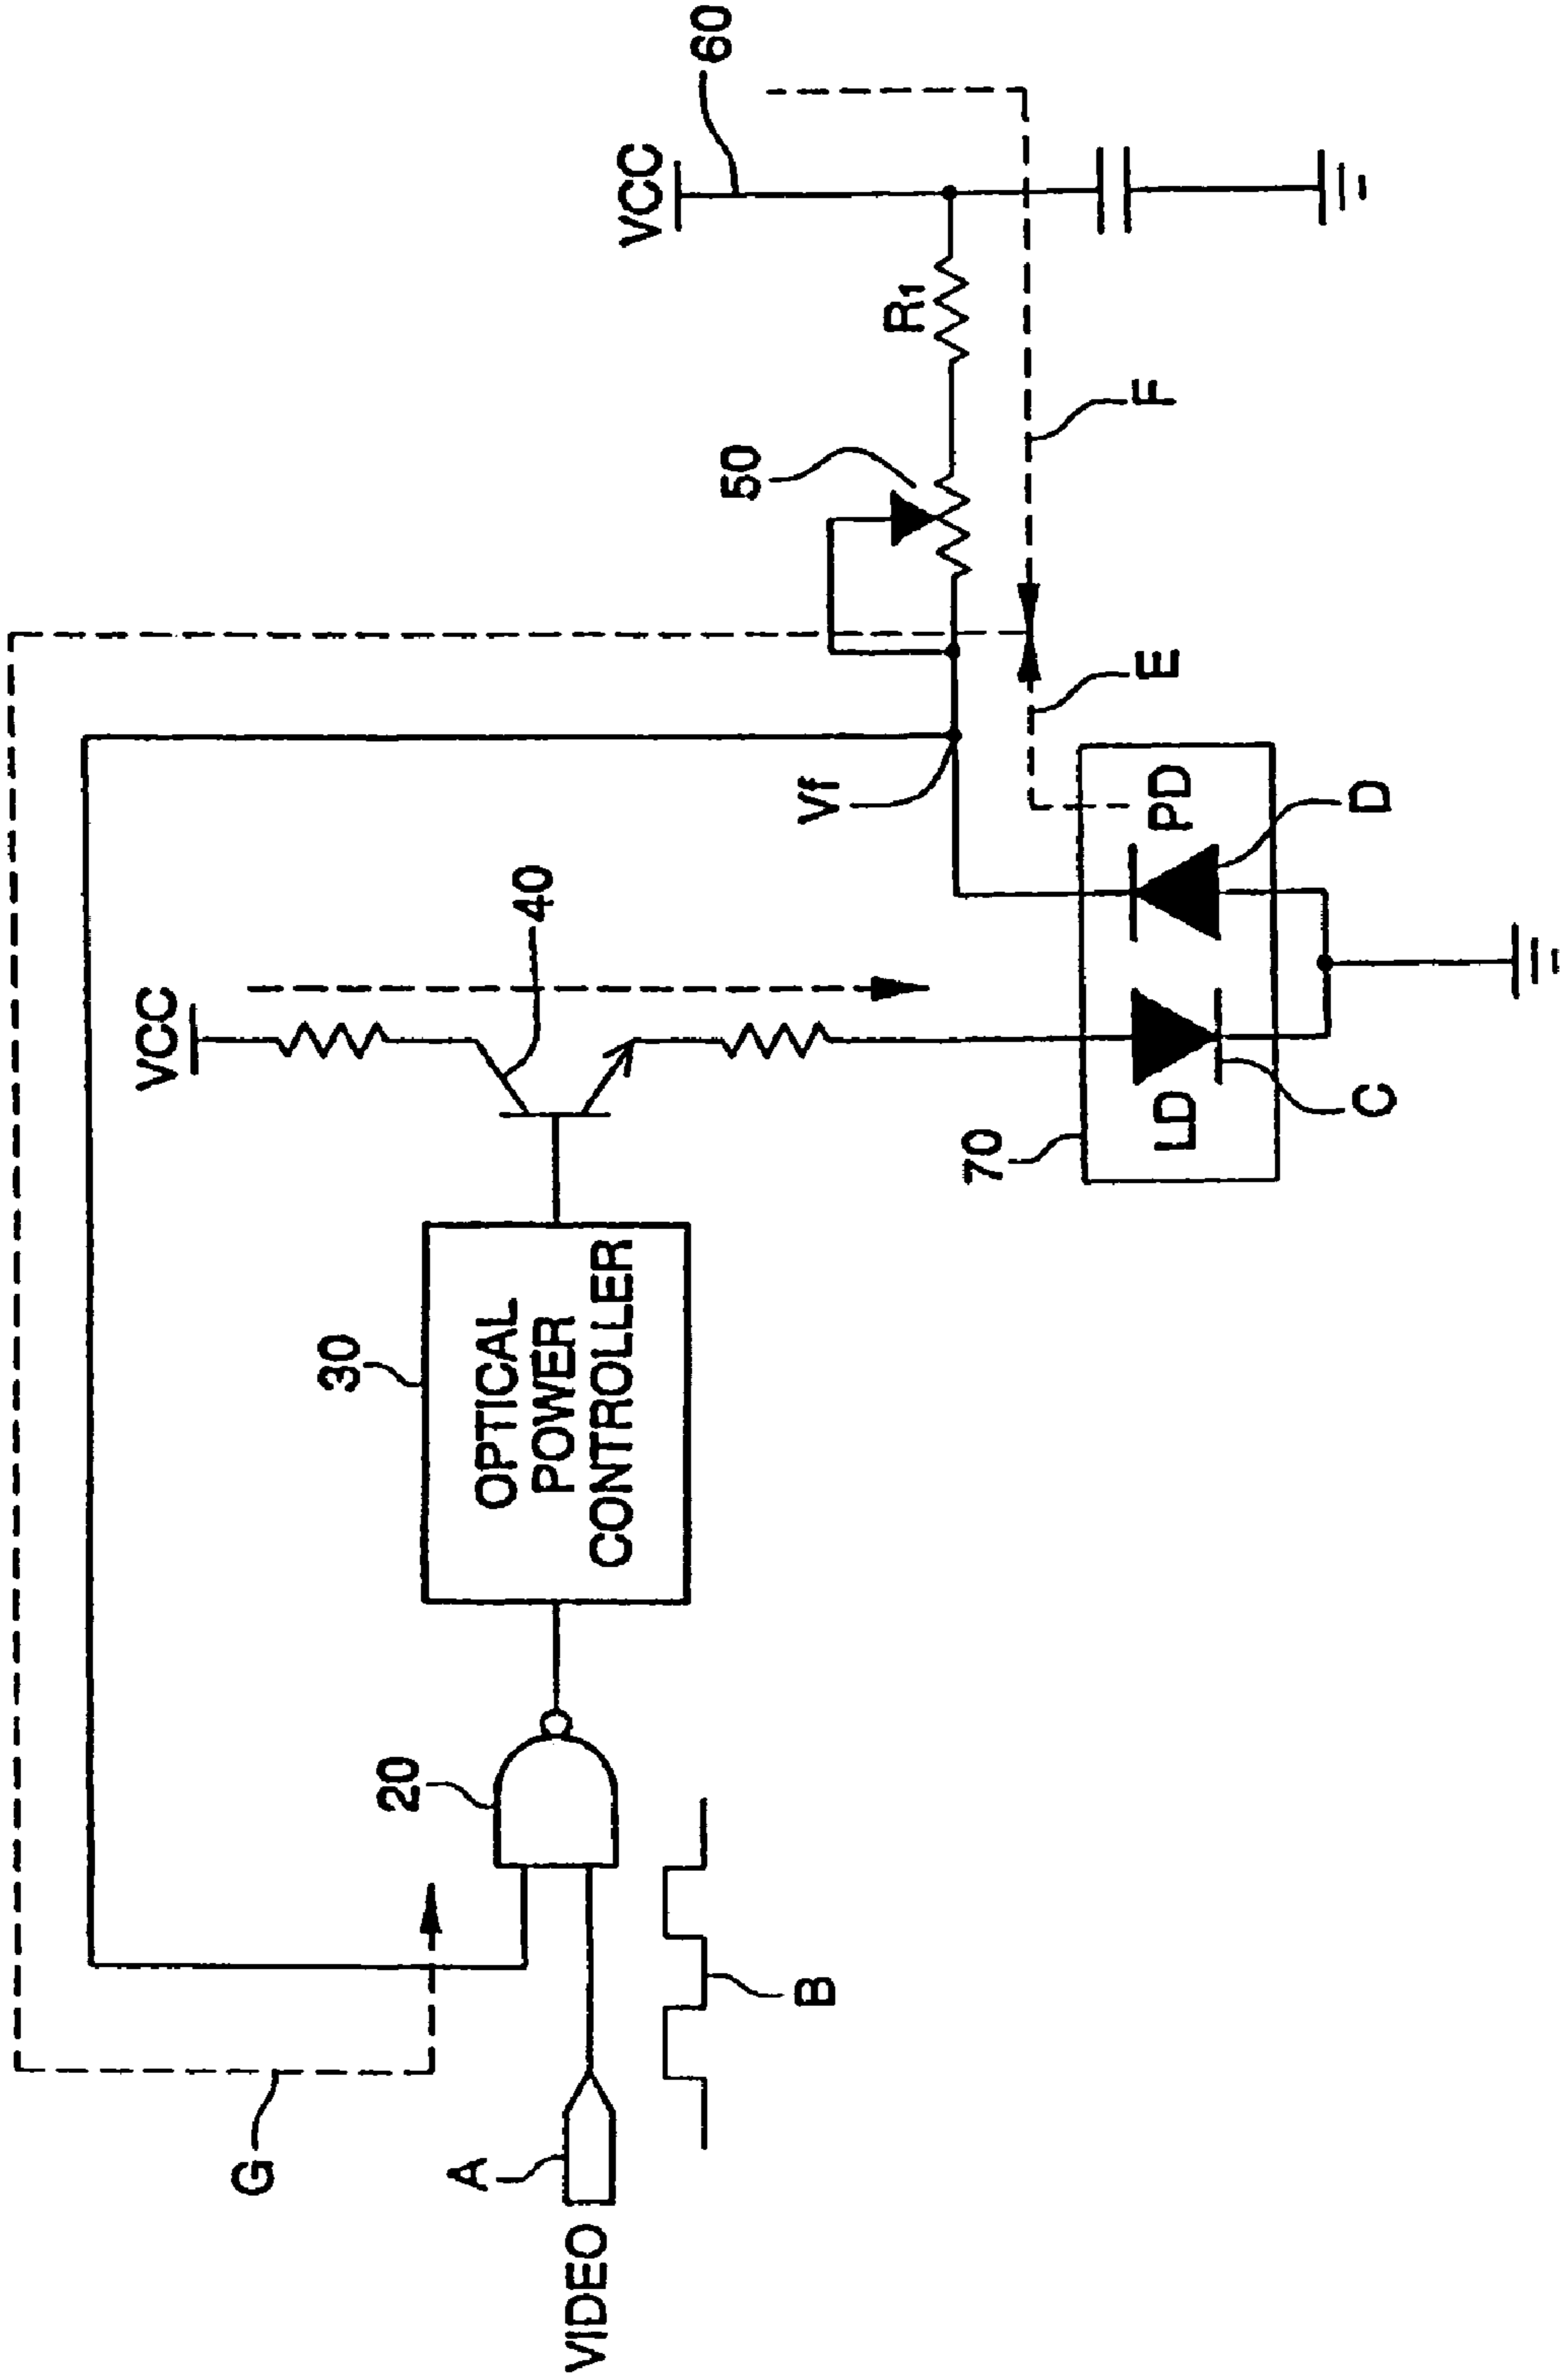 G
VCC
VCC
60
40
50
R1
30
OPTICAL
POWER
CONTROLLER
20
Vf
F
E
A
VIDEO
B
70
LD
PD
D
C